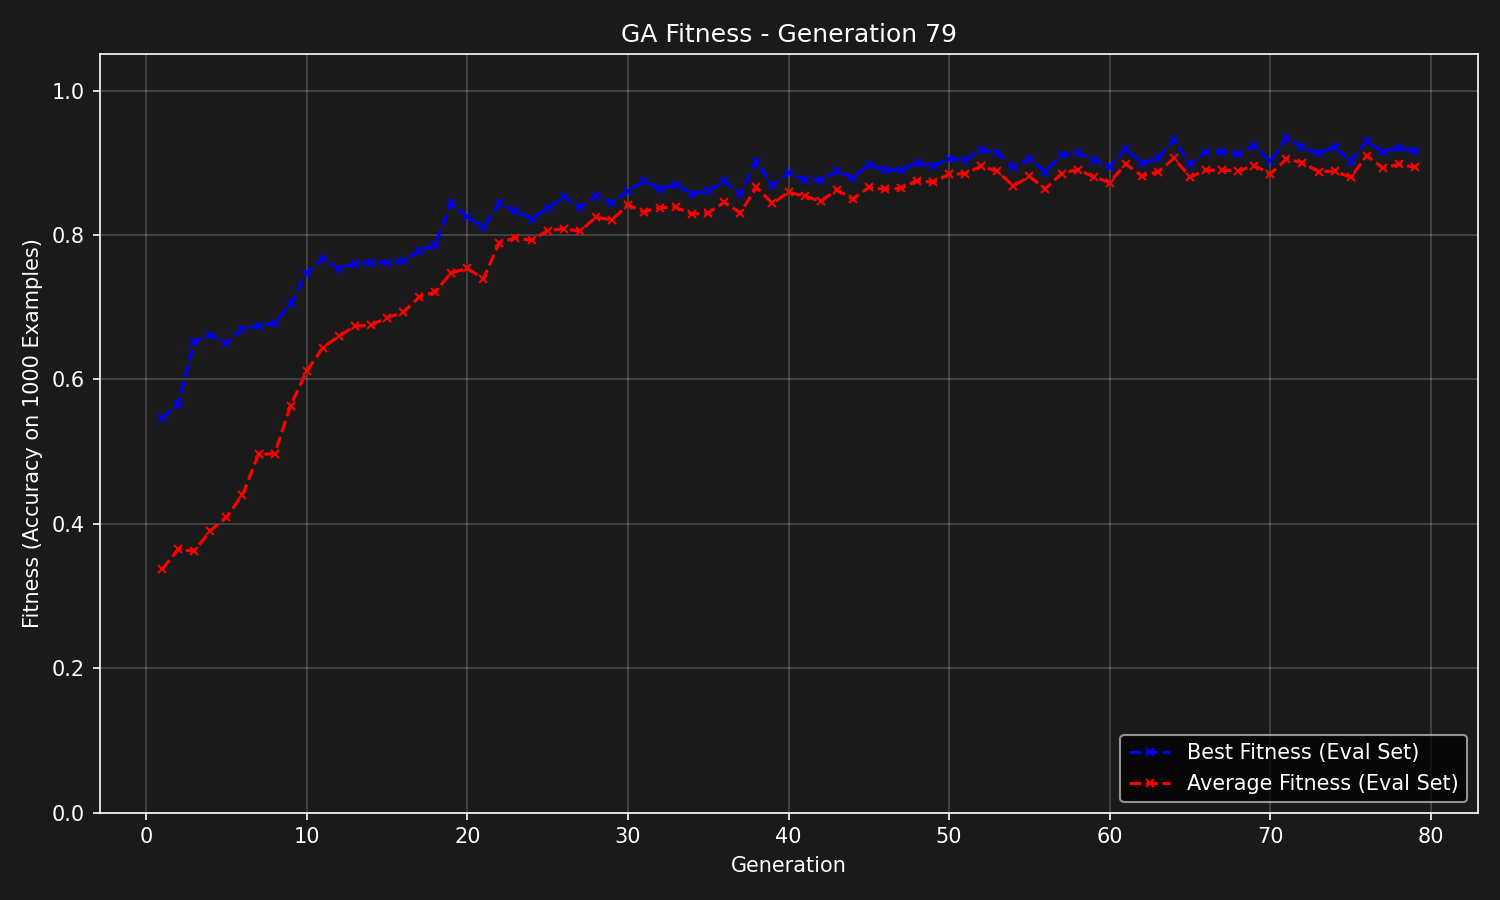 GA Fitness - Generation 79
Fitness (Accuracy on 1000 Examples)
1.0
0.8
0.6
0.4
0.2
0.0
0 10 20 30 40 50 60 70 80
Generation
Best Fitness (Eval Set)
Average Fitness (Eval Set)